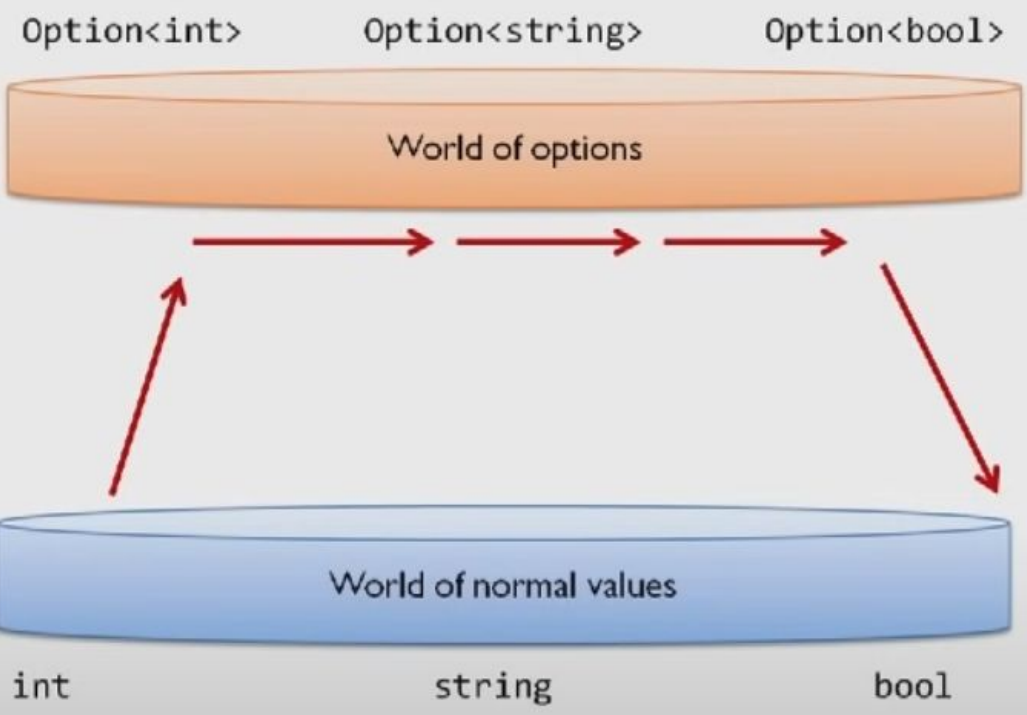 Option<int> Option<string> Option<bool>
World of options
World of normal values
int string bool